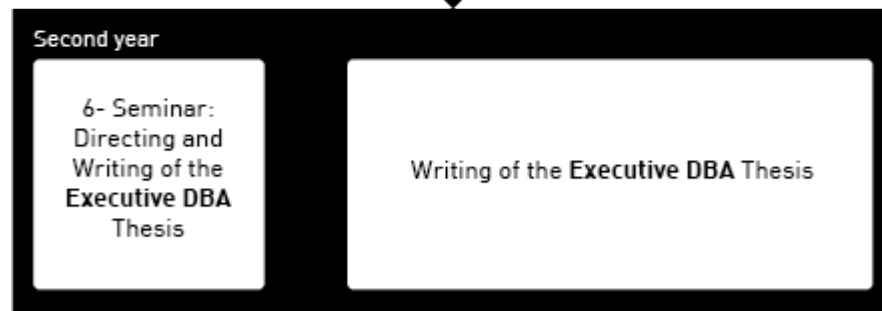 Second year
6- Seminar:
Directing and
Writing of the
Executive DBA
Thesis
Writing of the Executive DBA Thesis